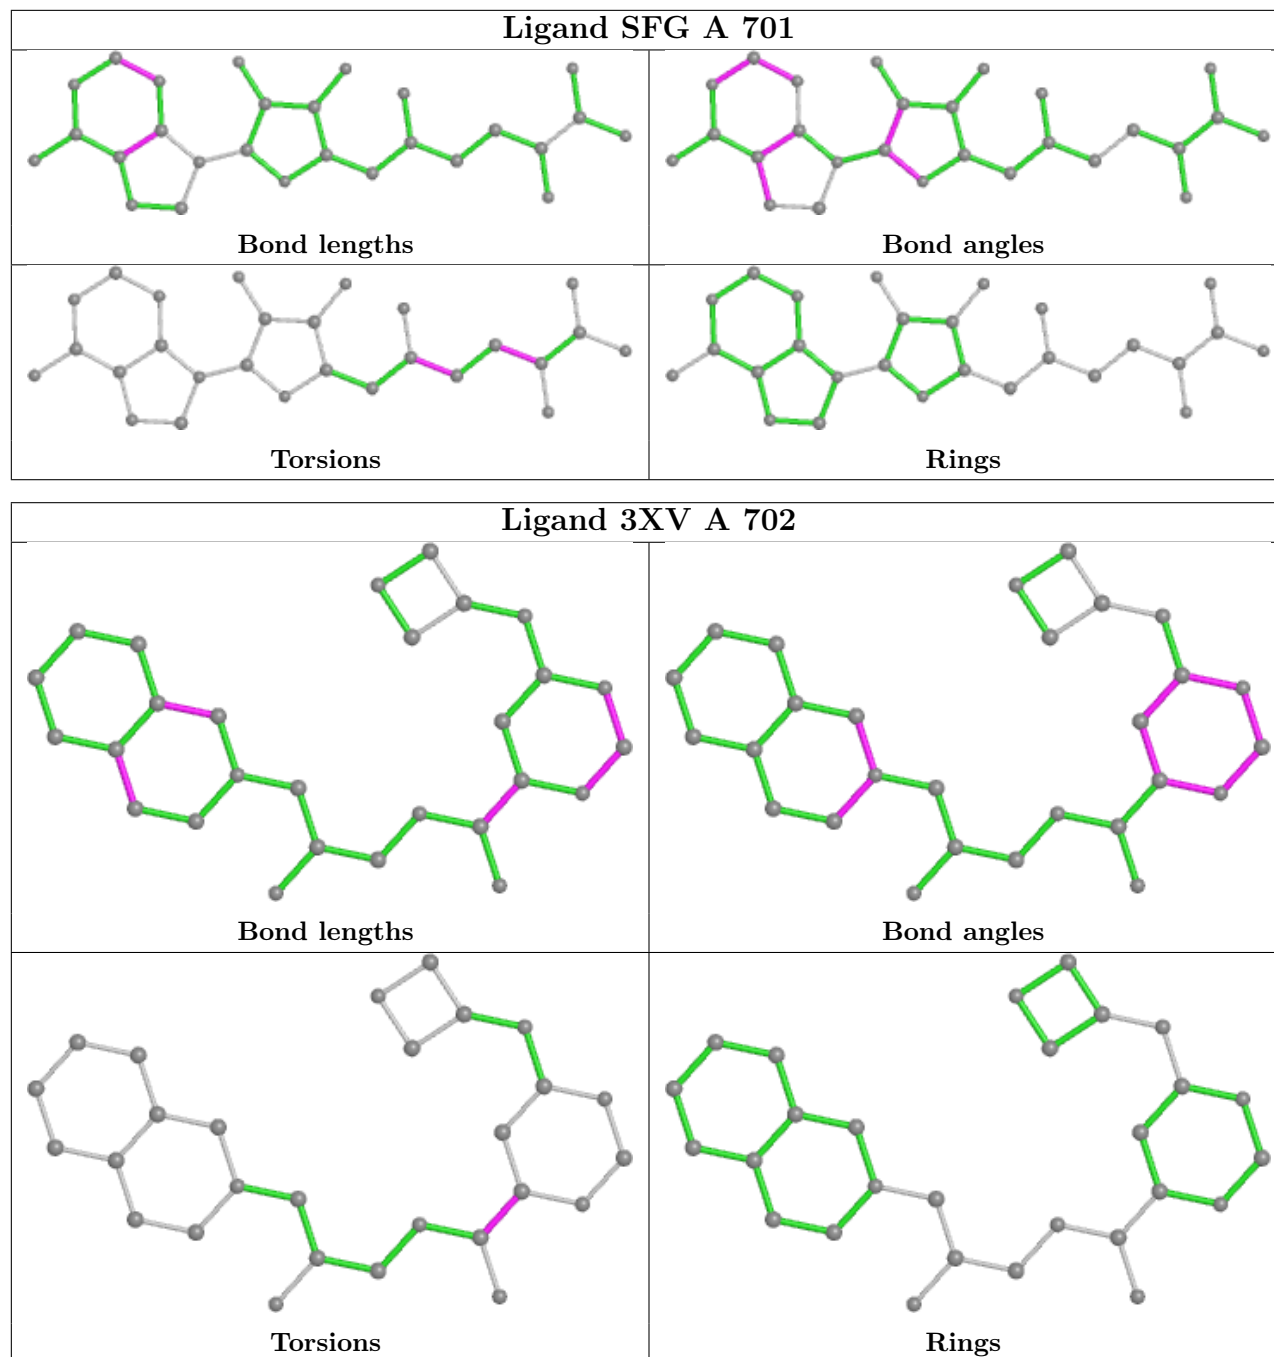 Ligand SFG A 701
Bond lengths
Bond angles
Torsions
Rings
Ligand 3XV A 702
Bond lengths
Bond angles
Torsions
Rings